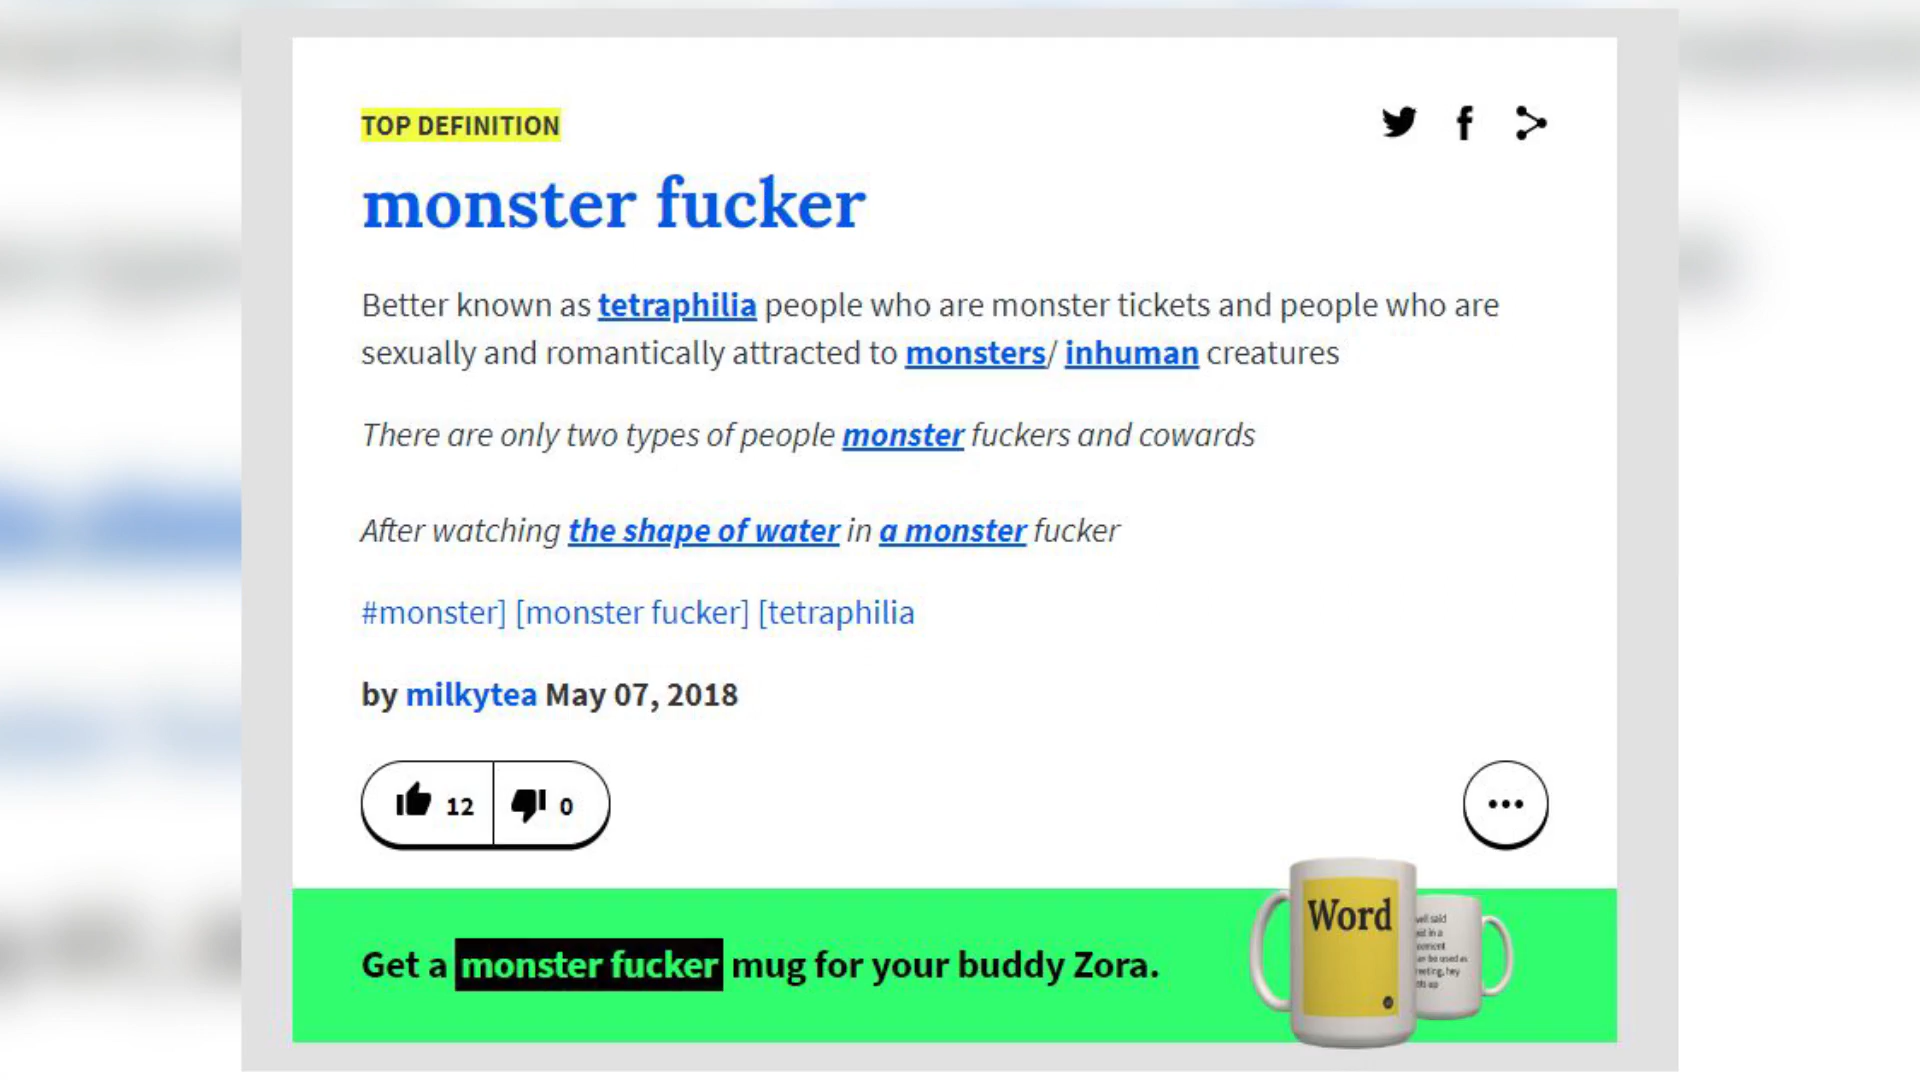 TOP DEFINITION
monster fucker
Better known as tetraphilia people who are monster tickets and people who are
sexually and romantically attracted to monsters/ inhuman creatures
There are only two types of people monster fuckers and cowards
After watching the shape of water in a monster fucker
#monster] [monster fucker] [tetraphilia
by milkytea May 07, 2018
12 0
Get a monster fucker mug for your buddy Zora.
Word